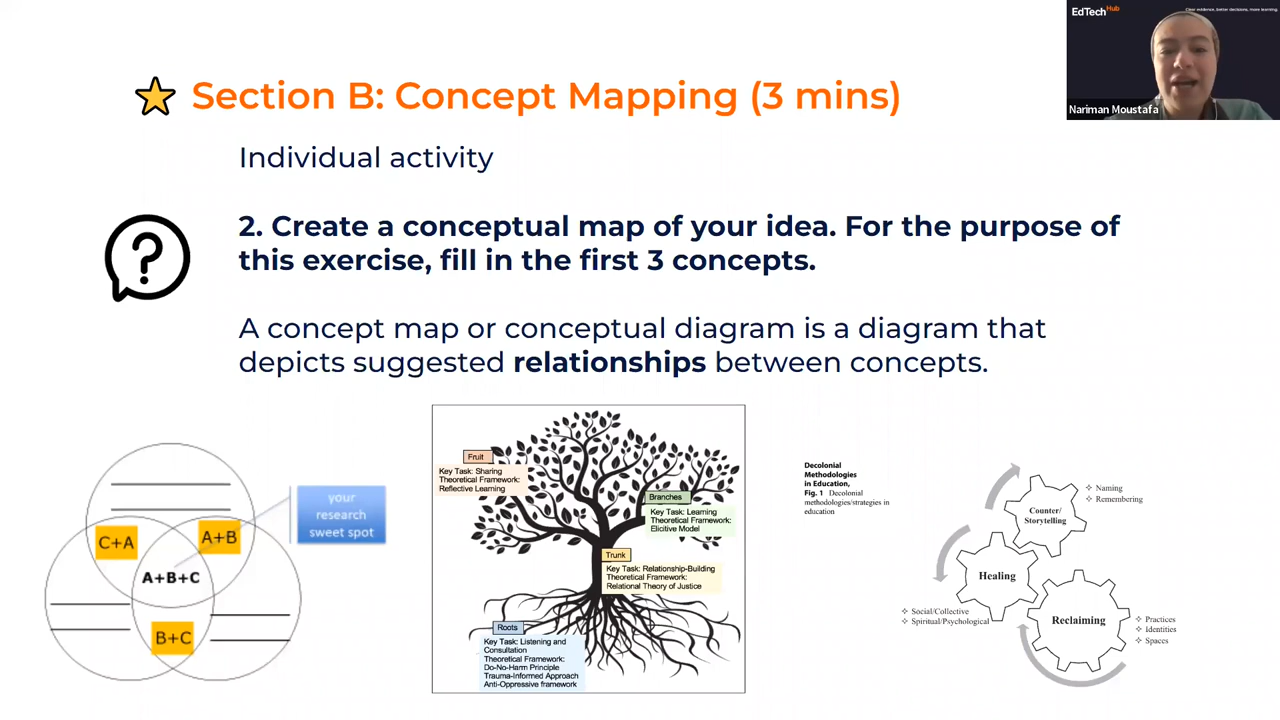 EdTech Hub
Clear evidence, better decisions, more learning.
Nariman Moustafa
Section B: Concept Mapping (3 mins)
Individual activity
2. Create a conceptual map of your idea. For the purpose of
this exercise, fill in the first 3 concepts.
A concept map or conceptual diagram is a diagram that
depicts suggested relationships between concepts.
your
research
sweet spot
C+A
A+B
A+B+C
B+C
Fruit
Key Task: Sharing
Theoretical Framework:
Reflective Learning
Branches
Key Task: Learning
Theoretical Framework:
Elicitive Model
Trunk
Key Task: Relationship-Building
Theoretical Framework:
Relational Theory of Justice
Roots
Key Task: Listening and
Consultation
Theoretical Framework:
Do-No-Harm Principle
Trauma-Informed Approach
Anti-Oppressive framework
Decolonial
Methodologies
in Education,
Fig. 1 Decolonial
methodologies/strategies in
education
Counter/
Storytelling
Naming
Remembering
Healing
Social/Collective
Spiritual/Psychological
Reclaiming
Practices
Identities
Spaces